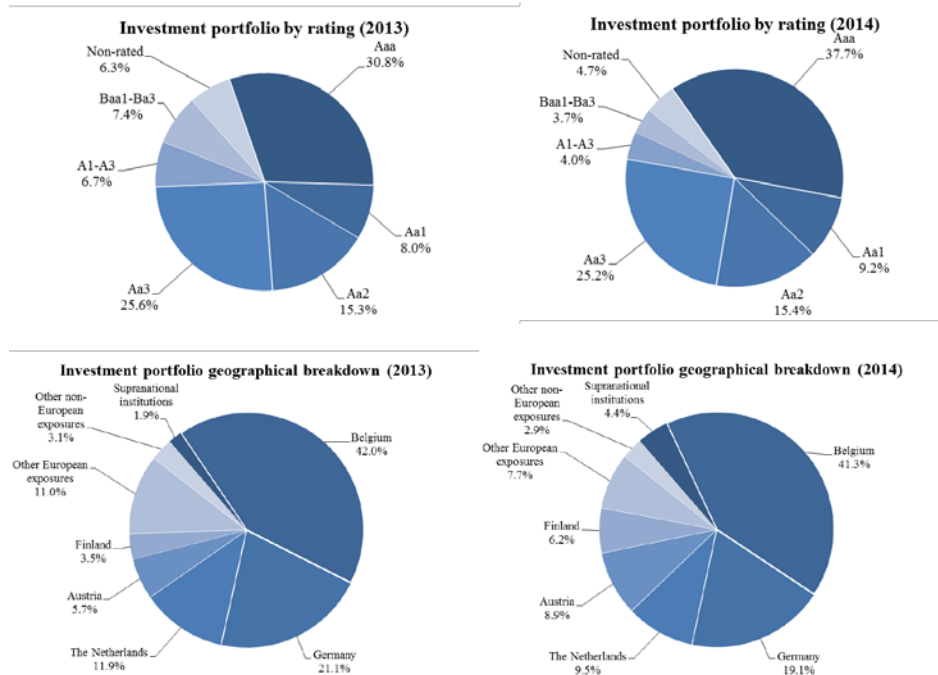 Investment portfolio by rating (2013)
Aaa
30.8%
Non-rated
6.3%
Baa1-Ba3
7.4%
A1-A3
6.7%
Aa1
8.0%
Aa3
25.6%
Aa2
15.3%
Investment portfolio by rating (2014)
Aaa
37.7%
Non-rated
4.7%
Baa1-Ba3
3.7%
A1-A3
4.0%
Aa1
9.2%
Aa3
25.2%
Aa2
15.4%
Investment portfolio geographical breakdown (2013)
Supranational
institutions
1.9%
Other non-
European
exposures
3.1%
Belgium
42.0%
Other European
exposures
11.0%
Finland
3.5%
Austria
5.7%
The Netherlands
11.9%
Germany
21.1%
Investment portfolio geographical breakdown (2014)
Other non-
European
exposures
2.9%
Supranational
institutions
4.4%
Belgium
41.3%
Other European
exposures
7.7%
Finland
6.2%
Austria
8.9%
The Netherlands
9.5%
Germany
19.1%